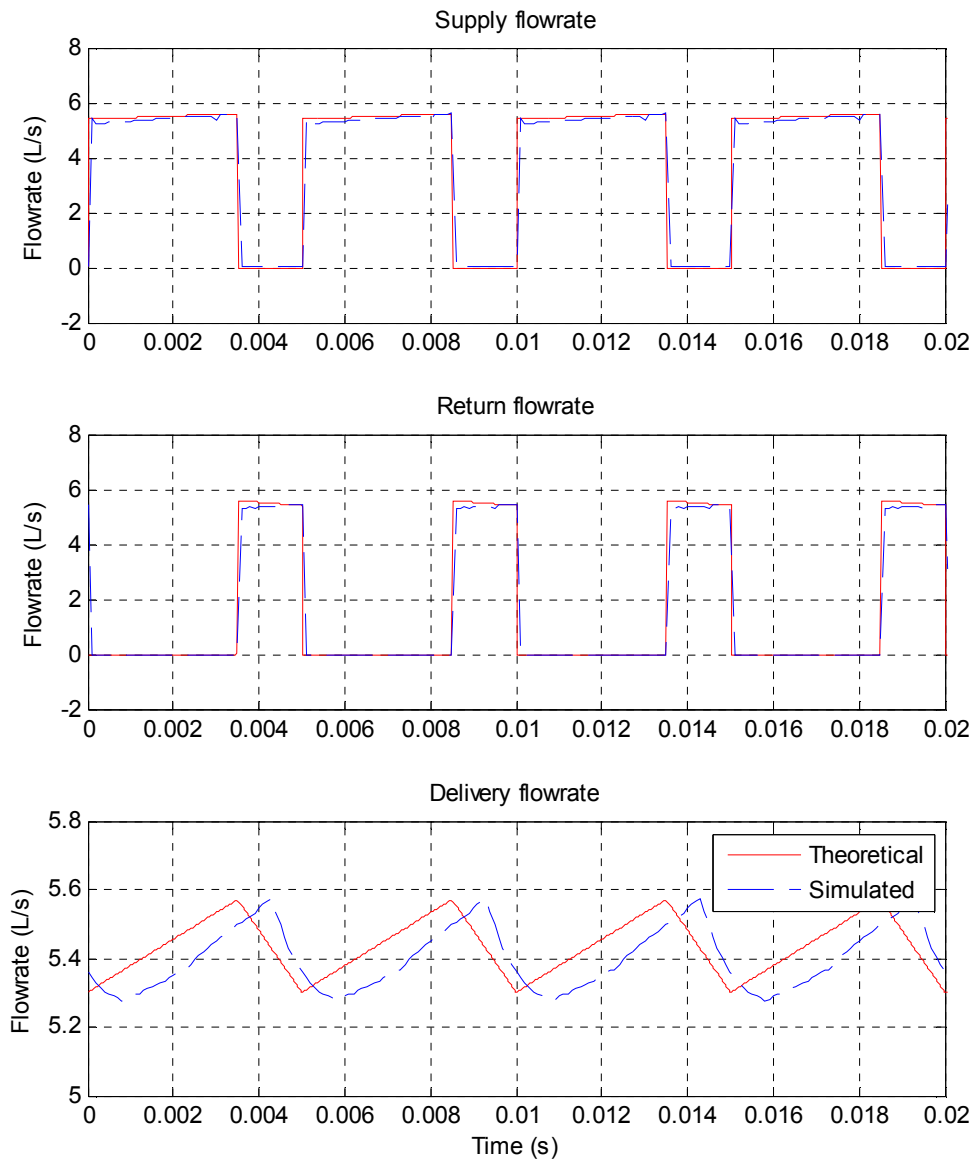 Supply flowrate
8
6
4
2
0
-2
Flowrate (L/s)
0 0.002 0.004 0.006 0.008 0.01 0.012 0.014 0.016 0.018 0.02
Return flowrate
8
6
4
2
0
-2
Flowrate (L/s)
0 0.002 0.004 0.006 0.008 0.01 0.012 0.014 0.016 0.018 0.02
Delivery flowrate
5.8
5.6
5.4
5.2
5
Flowrate (L/s)
Theoretical
Simulated
0 0.002 0.004 0.006 0.008 0.01 0.012 0.014 0.016 0.018 0.02
Time (s)